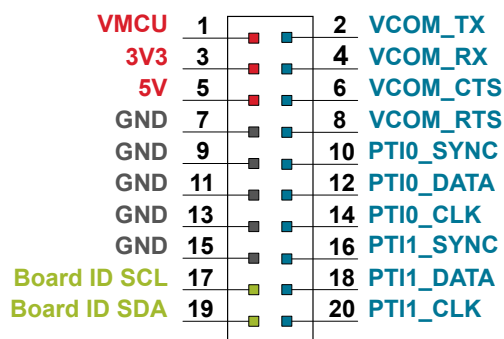 VMCU 1 2 VCOM_TX
3V3 3 4 VCOM_RX
5V 5 6 VCOM_CTS
GND 7 8 VCOM_RTS
GND 9 10 PTI0_SYNC
GND 11 12 PTI0_DATA
GND 13 14 PTI0_CLK
GND 15 16 PTI1_SYNC
Board ID SCL 17 18 PTI1_DATA
Board ID SDA 19 20 PTI1_CLK